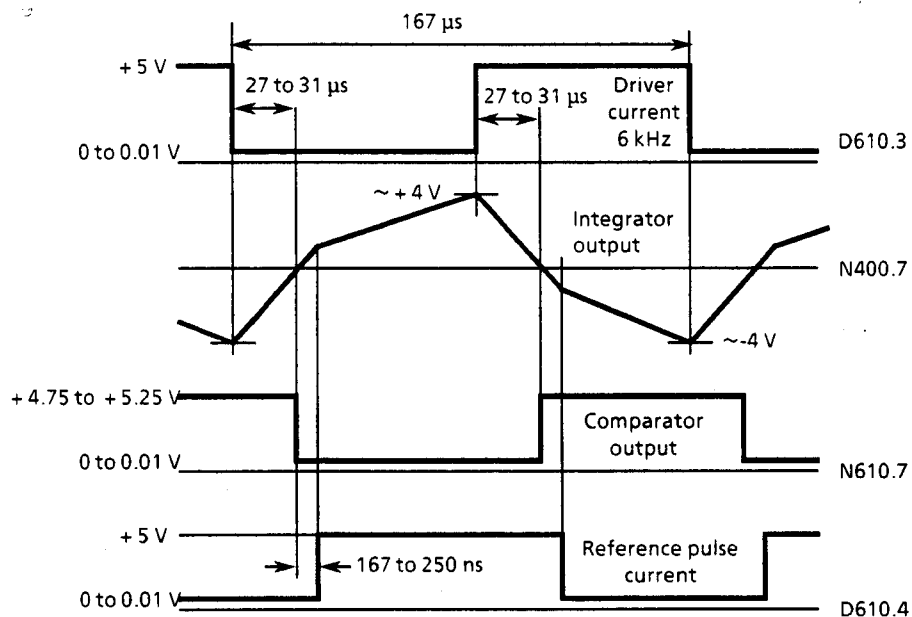 167 μs
+ 5 V
27 to 31 μs
27 to 31 μs
Driver
current
6 kHz
0 to 0.01 V
D610.3
~ + 4 V
Integrator
output
N400.7
~-4 V
+ 4.75 to + 5.25 V
Comparator
output
0 to 0.01 V
N610.7
+ 5 V
Reference pulse
current
167 to 250 ns
0 to 0.01 V
D610.4